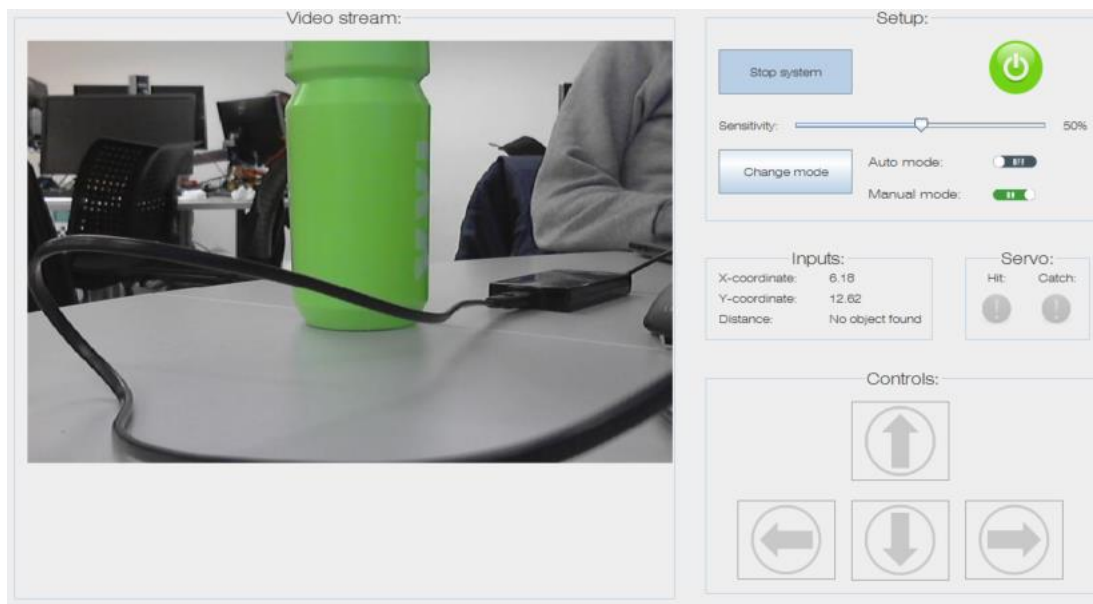 Video stream:
Setup:
Stop system
Sensitivity: 50%
Change mode
Auto mode: OFF
Manual mode:
Inputs:
X-coordinate: 6.18
Y-coordinate: 12.62
Distance: No object found
Servo:
Hit: Catch:
Controls: